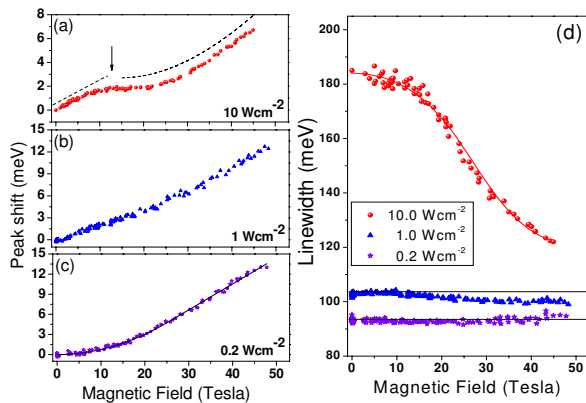 (a)
8
6
4
2
0
10 Wcm-2
(b)
15
12
9
6
3
0
1 Wcm-2
(c)
15
12
9
6
3
0
0.2 Wcm-2
Peak shift (meV)
0 10 20 30 40 50
Magnetic Field (Tesla)
(d)
200
180
160
140
120
100
80
Linewidth (meV)
10.0 Wcm-2
1.0 Wcm-2
0.2 Wcm-2
0 10 20 30 40 50
Magnetic Field (Tesla)